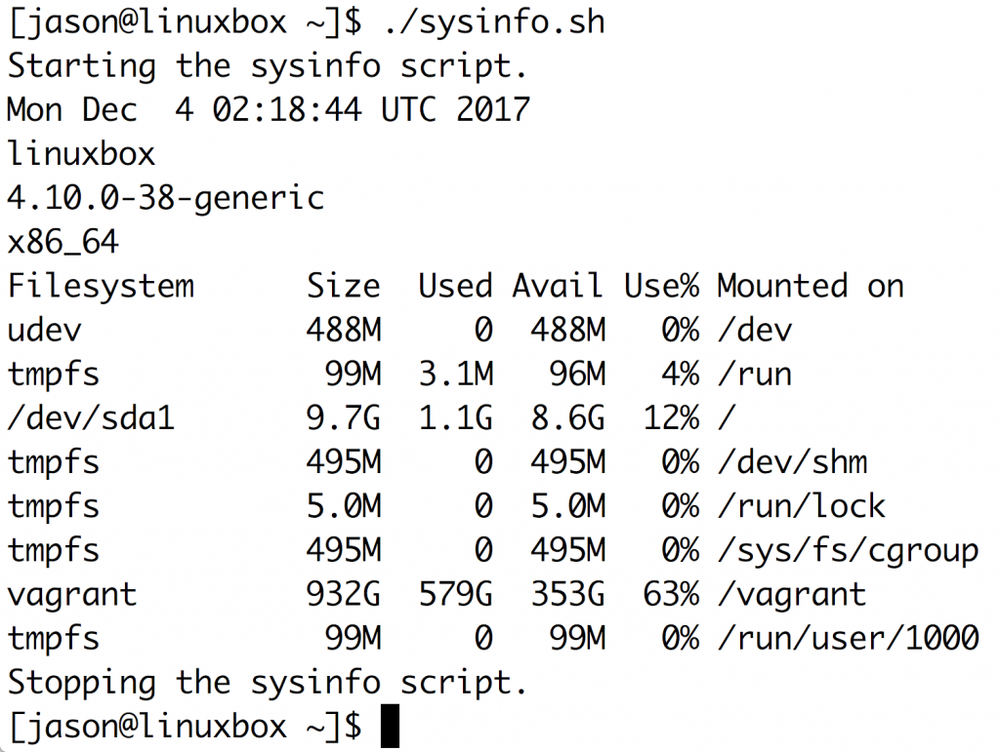 [jason@linuxbox ~]$ ./sysinfo.sh
Starting the sysinfo script.
Mon Dec  4 02:18:44 UTC 2017
linuxbox
4.10.0-38-generic
x86_64
Filesystem      Size  Used Avail Use% Mounted on
udev            488M     0  488M   0% /dev
tmpfs            99M  3.1M   96M   4% /run
/dev/sda1       9.7G  1.1G  8.6G  12% /
tmpfs           495M     0  495M   0% /dev/shm
tmpfs           5.0M     0  5.0M   0% /run/lock
tmpfs           495M     0  495M   0% /sys/fs/cgroup
vagrant         932G  579G  353G  63% /vagrant
tmpfs            99M     0   99M   0% /run/user/1000
Stopping the sysinfo script.
[jason@linuxbox ~]$